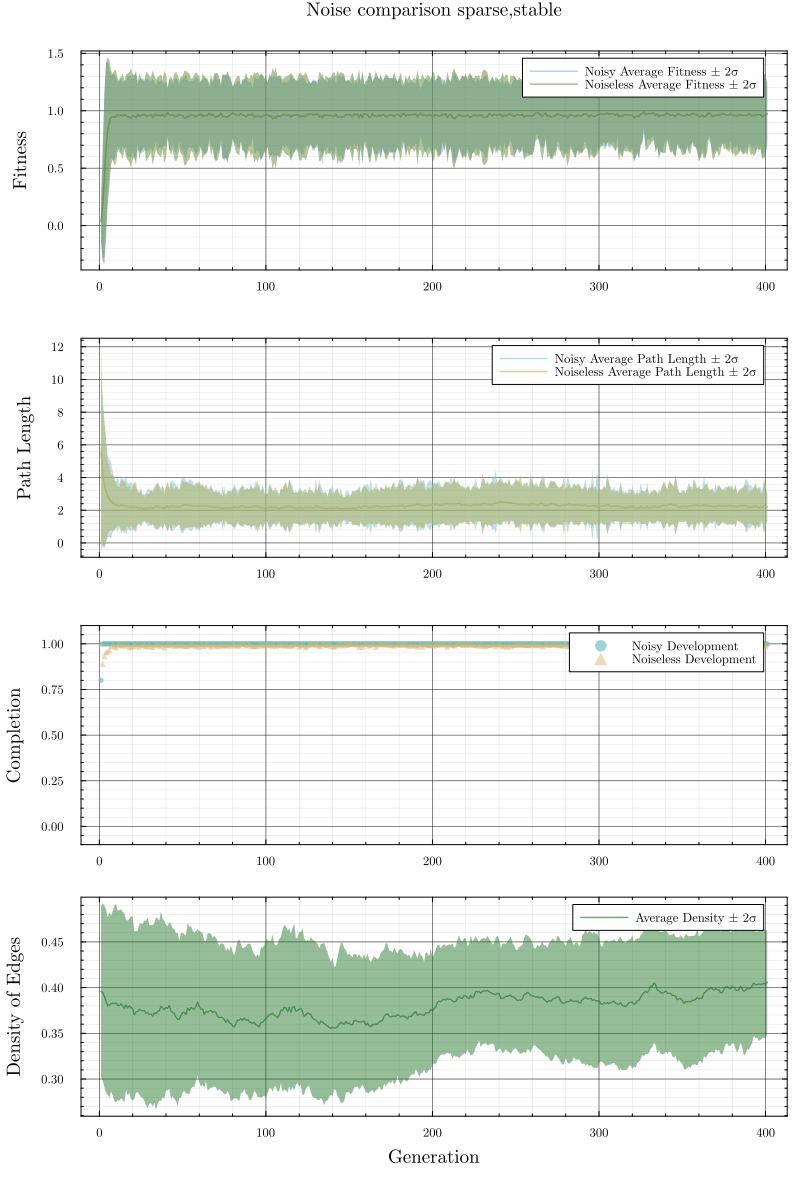 Noise comparison sparse,stable
1.5
1.0
0.5
0.0
Fitness
Noisy Average Fitness ± 2σ
Noiseless Average Fitness ± 2σ
0 100 200 300 400
12
10
8
6
4
2
0
Path Length
Noisy Average Path Length ± 2σ
Noiseless Average Path Length ± 2σ
0 100 200 300 400
1.00
0.75
0.50
0.25
0.00
Completion
Noisy Development
Noiseless Development
0 100 200 300 400
0.45
0.40
0.35
0.30
Density of Edges
Average Density ± 2σ
0 100 200 300 400
Generation